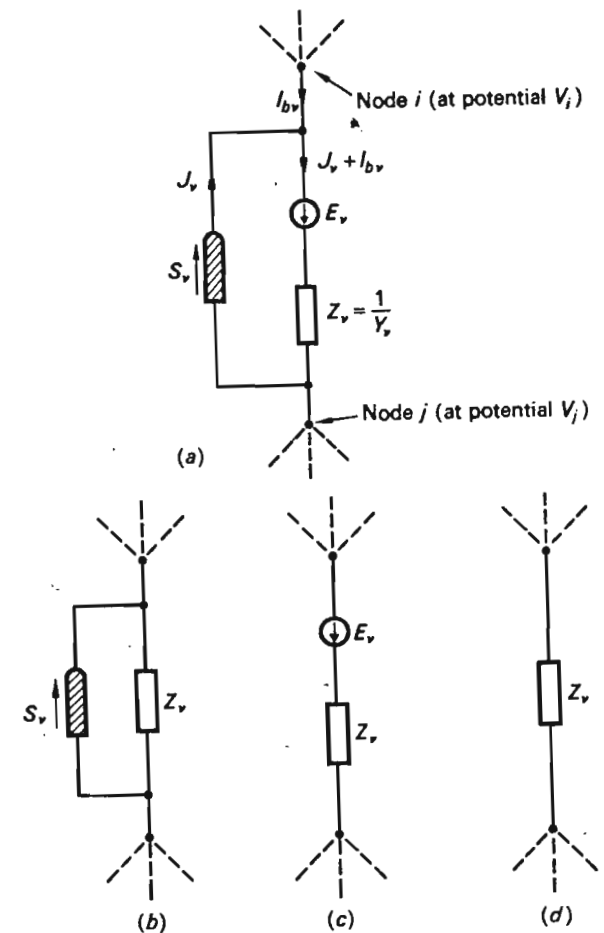 Node i (at potential Vᵢ)
I_bν
J_ν + I_bν
J_ν
E_ν
S_ν
Z_ν = 1/Y_ν
Node j (at potential V_j)
(a)
E_ν
S_ν
Z_ν
Z_ν
Z_ν
(b)
(c)
(d)